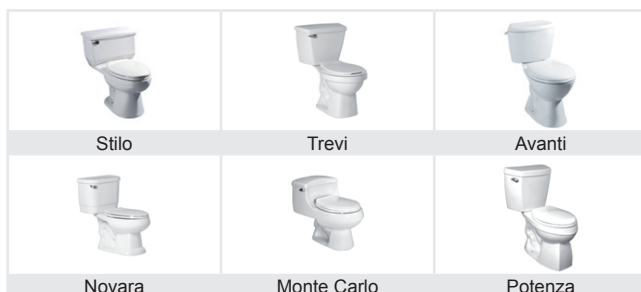 Stilo
Trevi
Avanti
Novara
Monte Carlo
Potenza